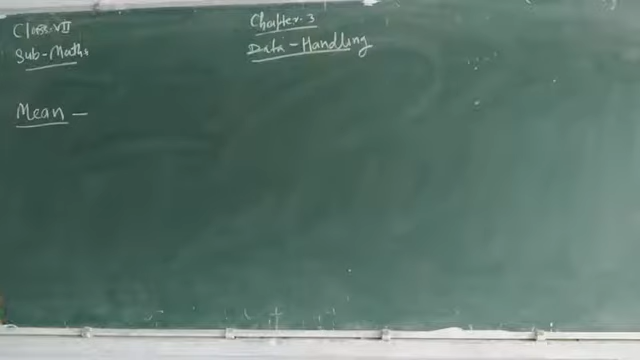 Class-VII
Sub-Maths
Chapter-3
Data-Handling
Mean -